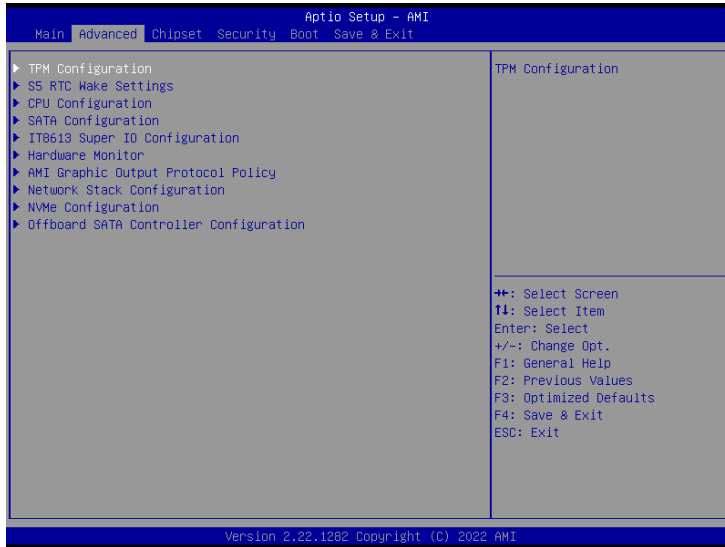 Aptio Setup – AMI
Main Advanced Chipset Security Boot Save & Exit
TPM Configuration
S5 RTC Wake Settings
CPU Configuration
SATA Configuration
IT8613 Super IO Configuration
Hardware Monitor
AMI Graphic Output Protocol Policy
Network Stack Configuration
NVMe Configuration
Offboard SATA Controller Configuration
TPM Configuration
→←: Select Screen
↑↓: Select Item
Enter: Select
+/-: Change Opt.
F1: General Help
F2: Previous Values
F3: Optimized Defaults
F4: Save & Exit
ESC: Exit
Version 2.22.1282 Copyright (C) 2022 AMI